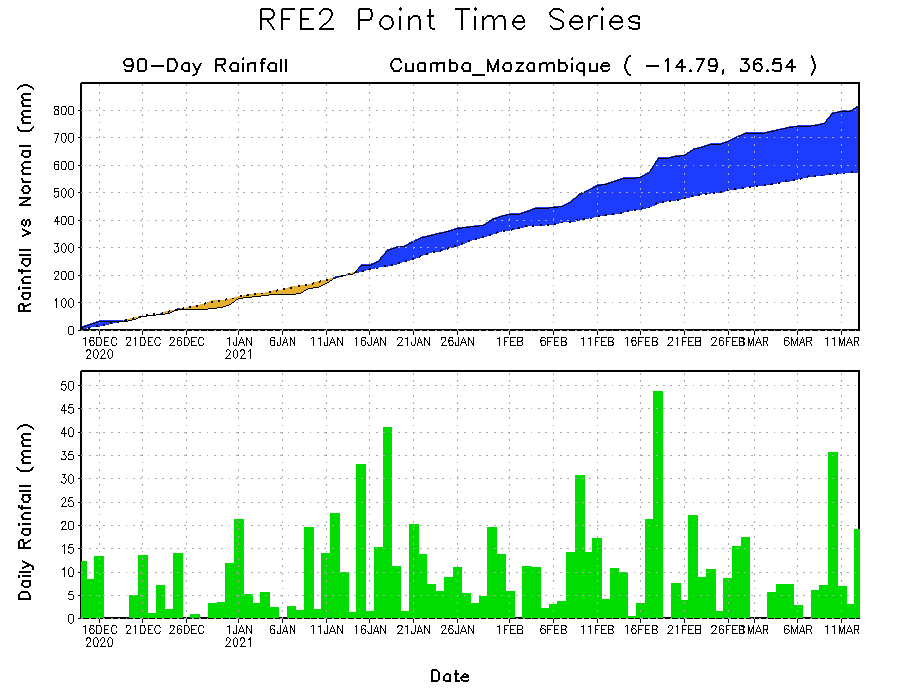 RFE2 Point Time Series
90-Day Rainfall
Cuamba_Mozambique ( -14.79, 36.54 )
Rainfall vs Normal (mm)
800
700
600
500
400
300
200
100
0
16DEC 21DEC 26DEC 1JAN 6JAN 11JAN 16JAN 21JAN 26JAN 1FEB 6FEB 11FEB 16FEB 21FEB 26FEB 1MAR 6MAR 11MAR
2020 2021
Daily Rainfall (mm)
50
45
40
35
30
25
20
15
10
5
0
16DEC 21DEC 26DEC 1JAN 6JAN 11JAN 16JAN 21JAN 26JAN 1FEB 6FEB 11FEB 16FEB 21FEB 26FEB 1MAR 6MAR 11MAR
2020 2021
Date